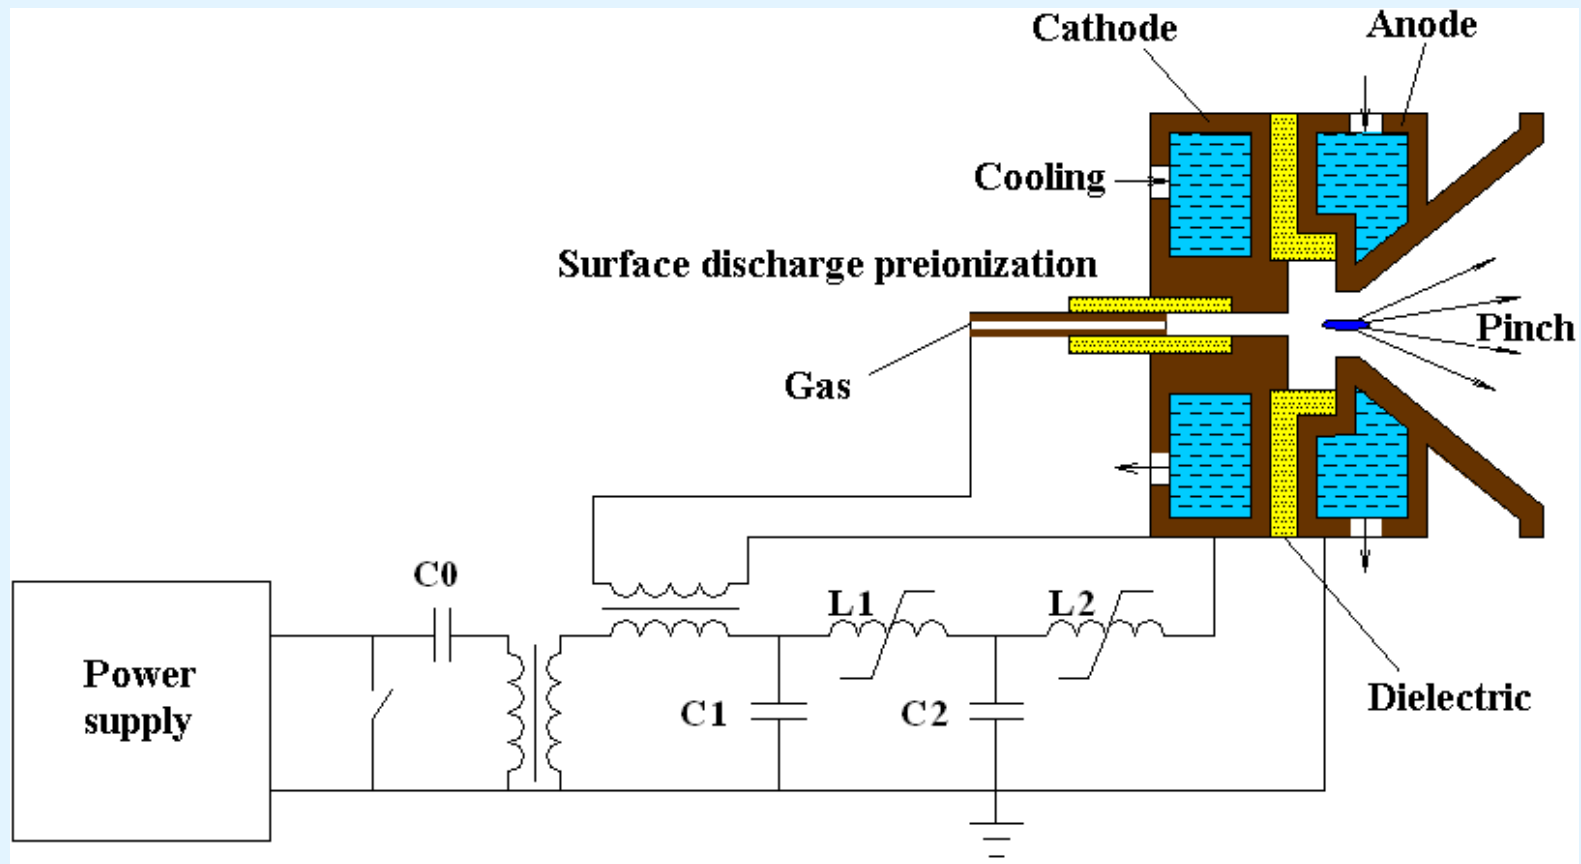 Cathode
Anode
Cooling
Surface discharge preionization
Pinch
Gas
C0
L1
L2
Power
supply
C1
C2
Dielectric